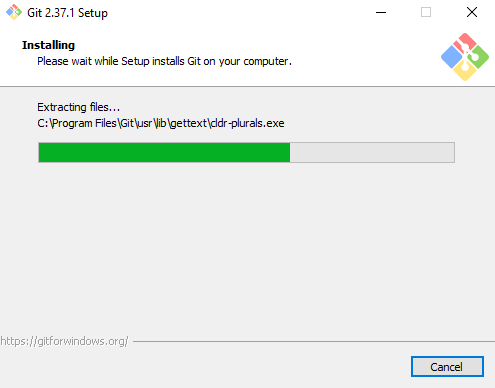 Git 2.37.1 Setup
Installing
Please wait while Setup installs Git on your computer.
Extracting files...
C:\Program Files\Git\usr\lib\gettext\cldr-plurals.exe
https://gitforwindows.org/
Cancel